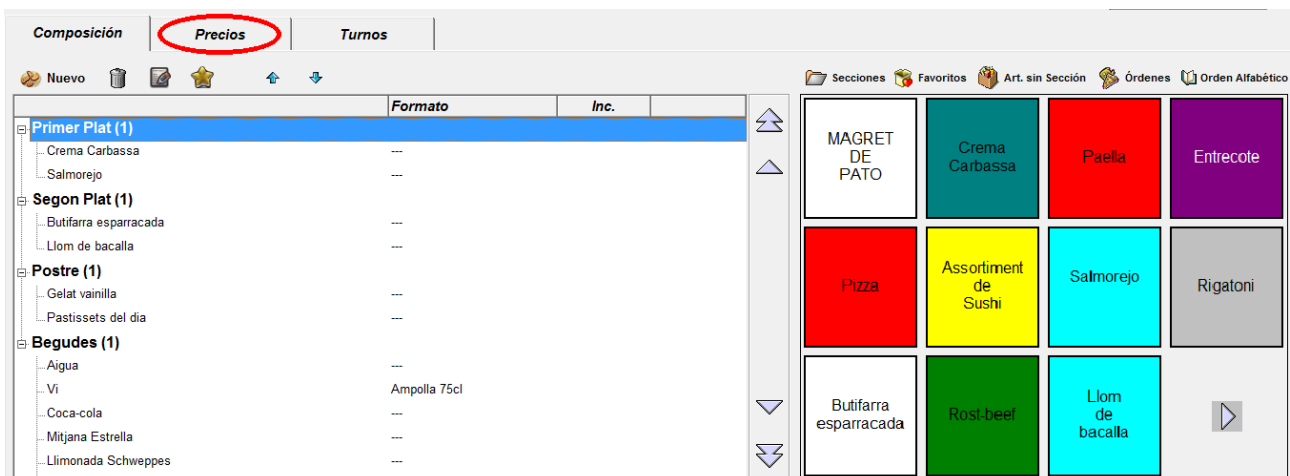 Composición Precios Turnos
Nuevo
Secciones Favoritos Art. sin Sección Órdenes Orden Alfabético
Formato Inc.
Primer Plat (1)
Crema Carbassa ---
Salmorejo ---
Segon Plat (1)
Butifarra esparracada ---
Llom de bacalla ---
Postre (1)
Gelat vainilla ---
Pastissets del dia ---
Begudes (1)
Aigua ---
Vi Ampolla 75cl
Coca-cola ---
Mitjana Estrella ---
Llimonada Schweppes ---
MAGRET
DE
PATO
Crema
Carbassa
Paella
Entrecote
Pizza
Assortiment
de
Sushi
Salmorejo
Rigatoni
Butifarra
esparracada
Rost-beef
Llom
de
bacalla